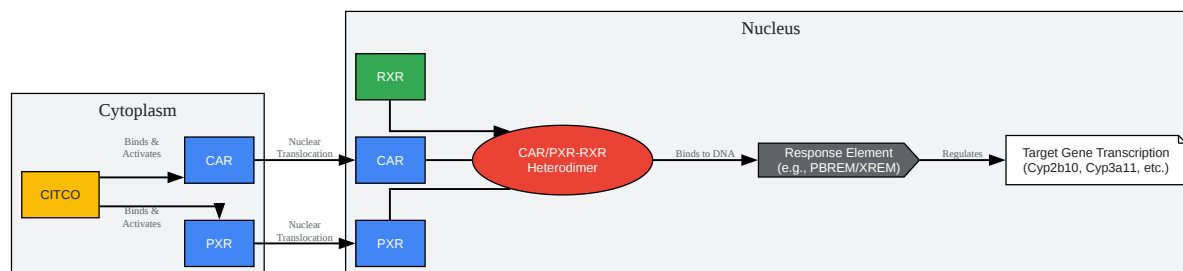 Nucleus
RXR
Cytoplasm
Binds &
Activates
CAR
Nuclear
Translocation
CAR
CAR/PXR-RXR
Heterodimer
Binds to DNA
Response Element
(e.g., PBREM/XREM)
Regulates
Target Gene Transcription
(Cyp2b10, Cyp3a11, etc.)
CITCO
Binds &
Activates
PXR
Nuclear
Translocation
PXR